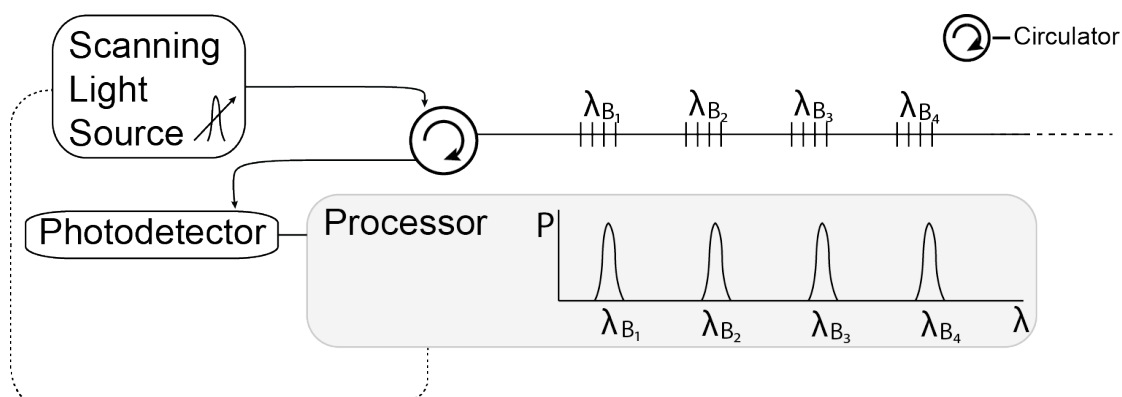 Scanning
Light
Source
Circulator
λB₁ λB₂ λB₃ λB₄
Photodetector
Processor
P
λB₁ λB₂ λB₃ λB₄ λ